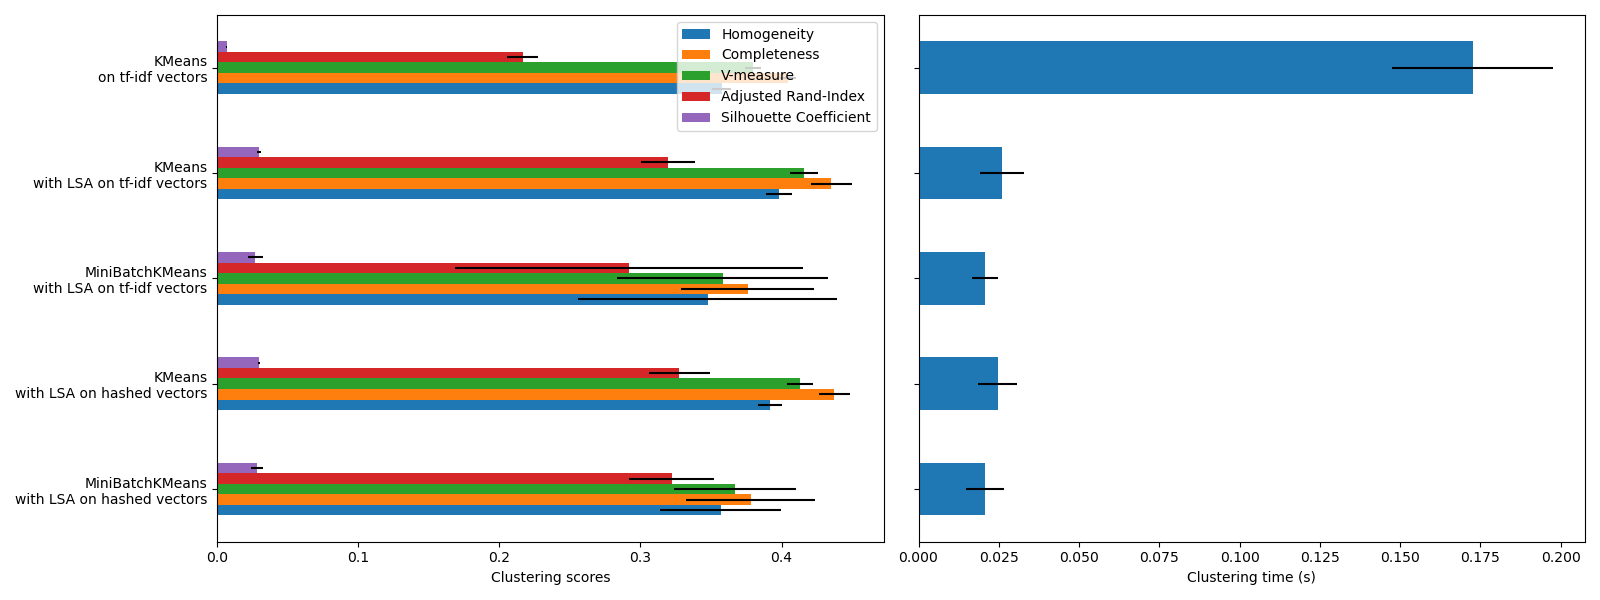 KMeans
on tf-idf vectors
KMeans
with LSA on tf-idf vectors
MiniBatchKMeans
with LSA on tf-idf vectors
KMeans
with LSA on hashed vectors
MiniBatchKMeans
with LSA on hashed vectors
Homogeneity
Completeness
V-measure
Adjusted Rand-Index
Silhouette Coefficient
0.0 0.1 0.2 0.3 0.4
Clustering scores
0.000 0.025 0.050 0.075 0.100 0.125 0.150 0.175 0.200
Clustering time (s)